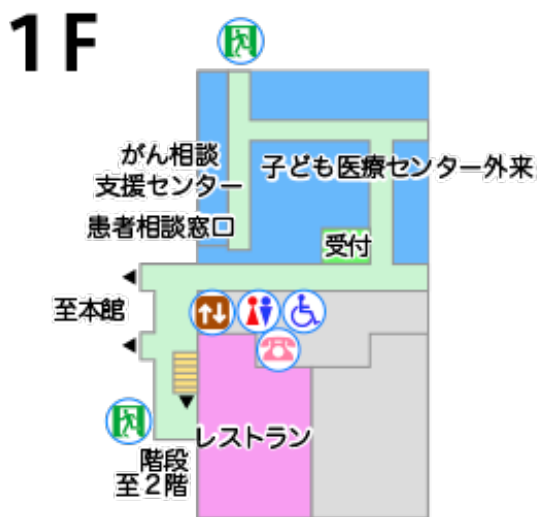 1F
がん相談
支援センター
子ども医療センター外来
患者相談窓口
受付
至本館
レストラン
階段
至2階